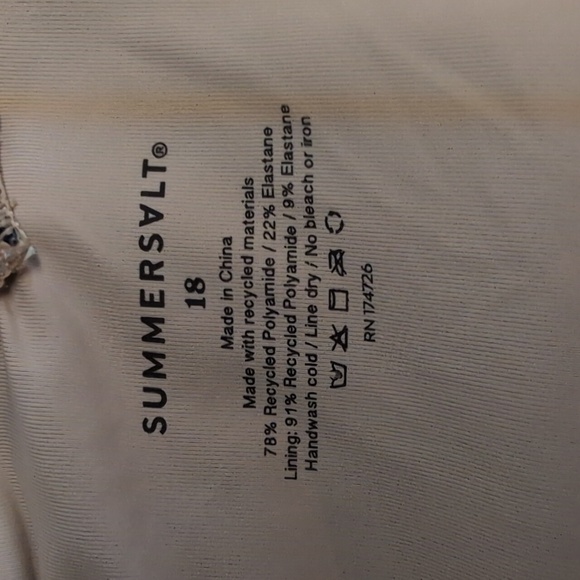 SUMMERSⱯLT®
18
Made in China
Made with recycled materials
78% Recycled Polyamide / 22% Elastane
Lining: 91% Recycled Polyamide / 9% Elastane
Handwash cold / Line dry / No bleach or iron
RN 174726